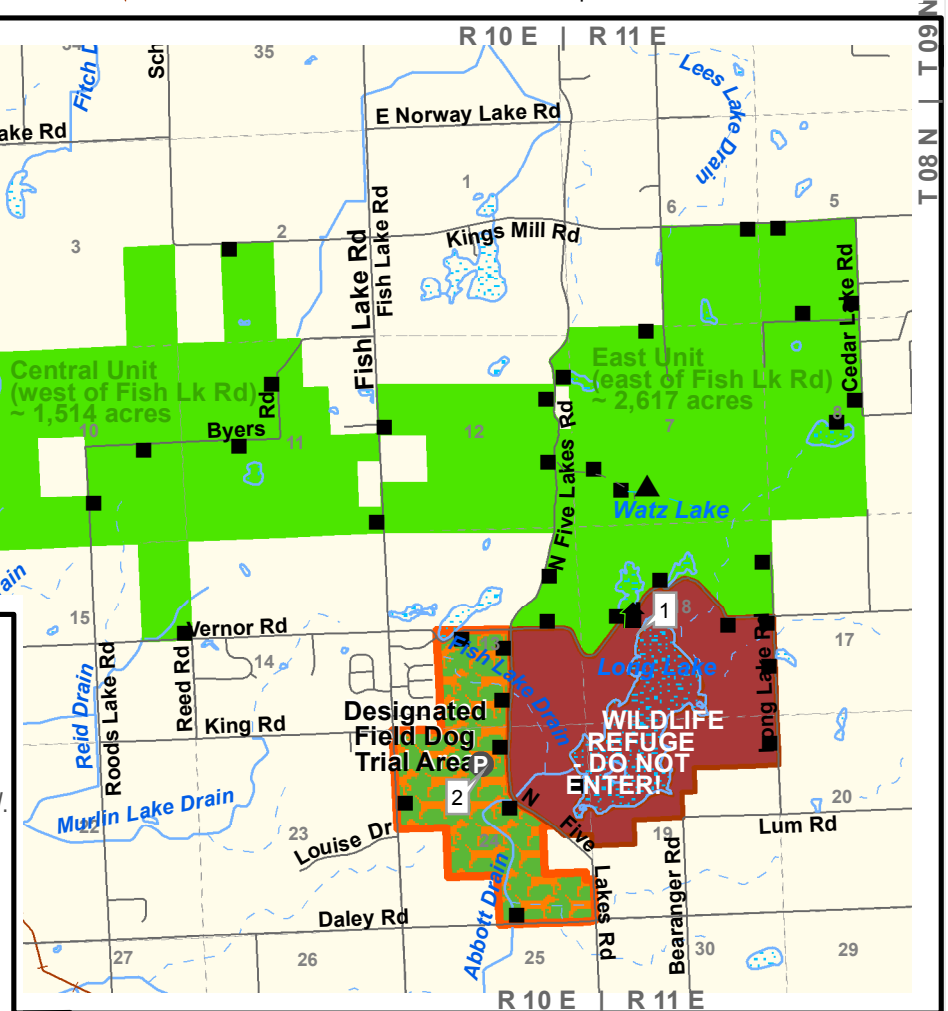 R 10 E | R 11 E
T 09 N
T 08 N
34
35
Fitch D
Sch
Lees Lake Drain
ake Rd
E Norway Lake Rd
1
6
5
3
2
Kings Mill Rd
Fish Lake Rd
Fish Lake Rd
Cedar Lake Rd
Central Unit
(west of Fish Lk Rd)
~ 1,514 acres
East Unit
(east of Fish Lk Rd)
~ 2,617 acres
Byers Rd
10
11
12
7
8
N Five Lakes Rd
Watz Lake
ain
15
Vernor Rd
14
1
8
17
Fish Lake Drain
Long Lake
Long Lake R
Reid Drain
Roods Lake Rd
Reed Rd
King Rd
Designated
Field Dog
Trial Area
P
2
WILDLIFE
REFUGE
- DO NOT
ENTER!
Murlin Lake Drain
22
23
24
19
20
N Five Lakes Rd
Louise Dr
Lum Rd
Bearanger Rd
Abbott Drain
Daley Rd
27
26
25
30
29
R 10 E | R 11 E